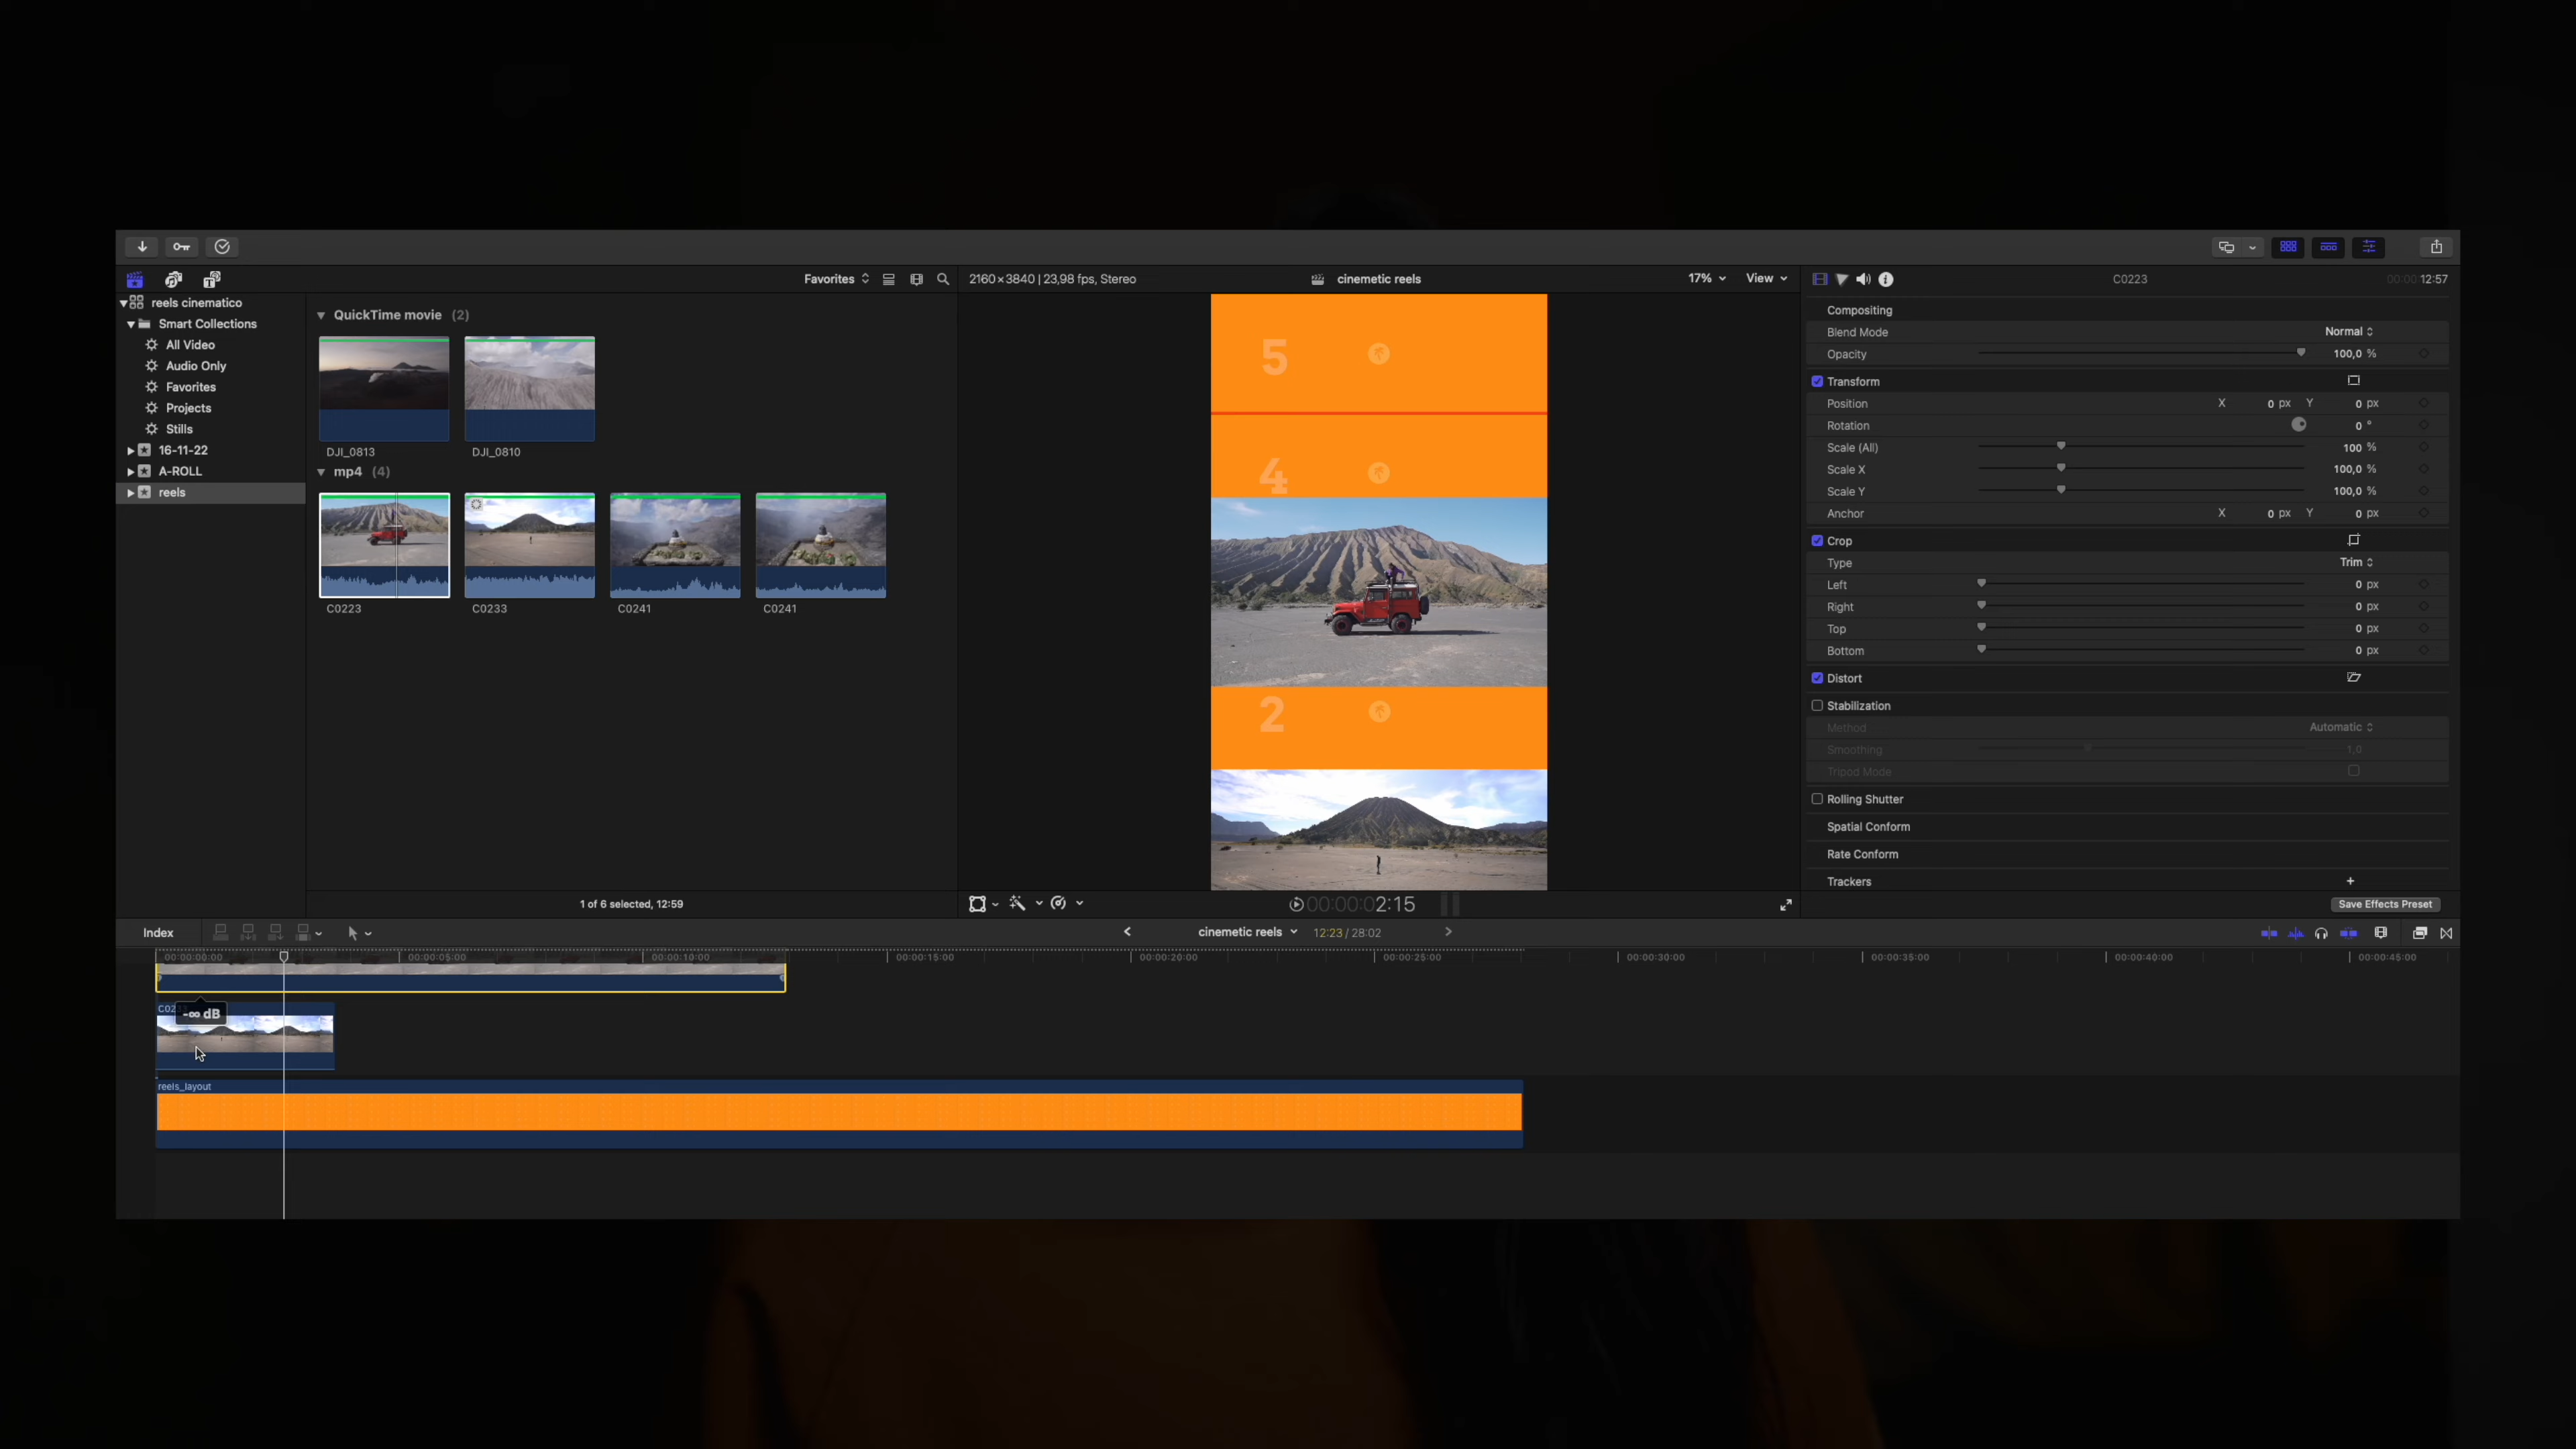 Favorites
2160×3840 | 23,98 fps, Stereo
cinemetic reels
17%
View
C0223
00:00:00:12:57
reels cinematico
Smart Collections
All Video
Audio Only
Favorites
Projects
Stills
16-11-22
A-ROLL
reels
QuickTime movie (2)
DJI_0813
DJI_0810
mp4 (4)
C0223
C0233
C0241
C0241
1 of 6 selected, 12:59
5
4
2
00:00:00:02:15
Compositing
Blend Mode
Normal
Opacity
100,0 %
Transform
Position
X 0 px Y 0 px
Rotation
0 °
Scale (All)
100 %
Scale X
100,0 %
Scale Y
100,0 %
Anchor
X 0 px Y 0 px
Crop
Type
Trim
Left
0 px
Right
0 px
Top
0 px
Bottom
0 px
Distort
Stabilization
Method
Automatic
Smoothing
1,0
Tripod Mode
Rolling Shutter
Spatial Conform
Rate Conform
Trackers
+
Save Effects Preset
Index
cinemetic reels
12:23 / 28:02
00:00:00:00
00:00:05:00
00:00:10:00
00:00:15:00
00:00:20:00
00:00:25:00
00:00:30:00
00:00:35:00
00:00:40:00
00:00:45:00
-∞ dB
reels_layout